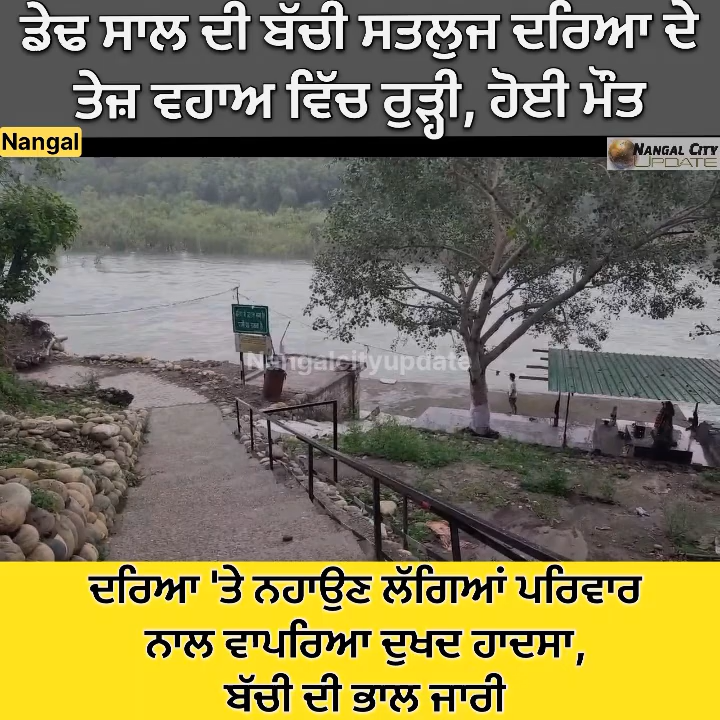 ਡੇਢ ਸਾਲ ਦੀ ਬੱਚੀ ਸਤਲੁਜ ਦਰਿਆ ਦੇ
ਤੇਜ਼ ਵਹਾਅ ਵਿੱਚ ਰੁੜ੍ਹੀ, ਹੋਈ ਮੌਤ
Nangal
NANGAL CITY
UPDATE
Nangalcityupdate
ਦਰਿਆ 'ਤੇ ਨਹਾਉਣ ਲੱਗਿਆਂ ਪਰਿਵਾਰ
ਨਾਲ ਵਾਪਰਿਆ ਦੁਖਦ ਹਾਦਸਾ,
ਬੱਚੀ ਦੀ ਭਾਲ ਜਾਰੀ